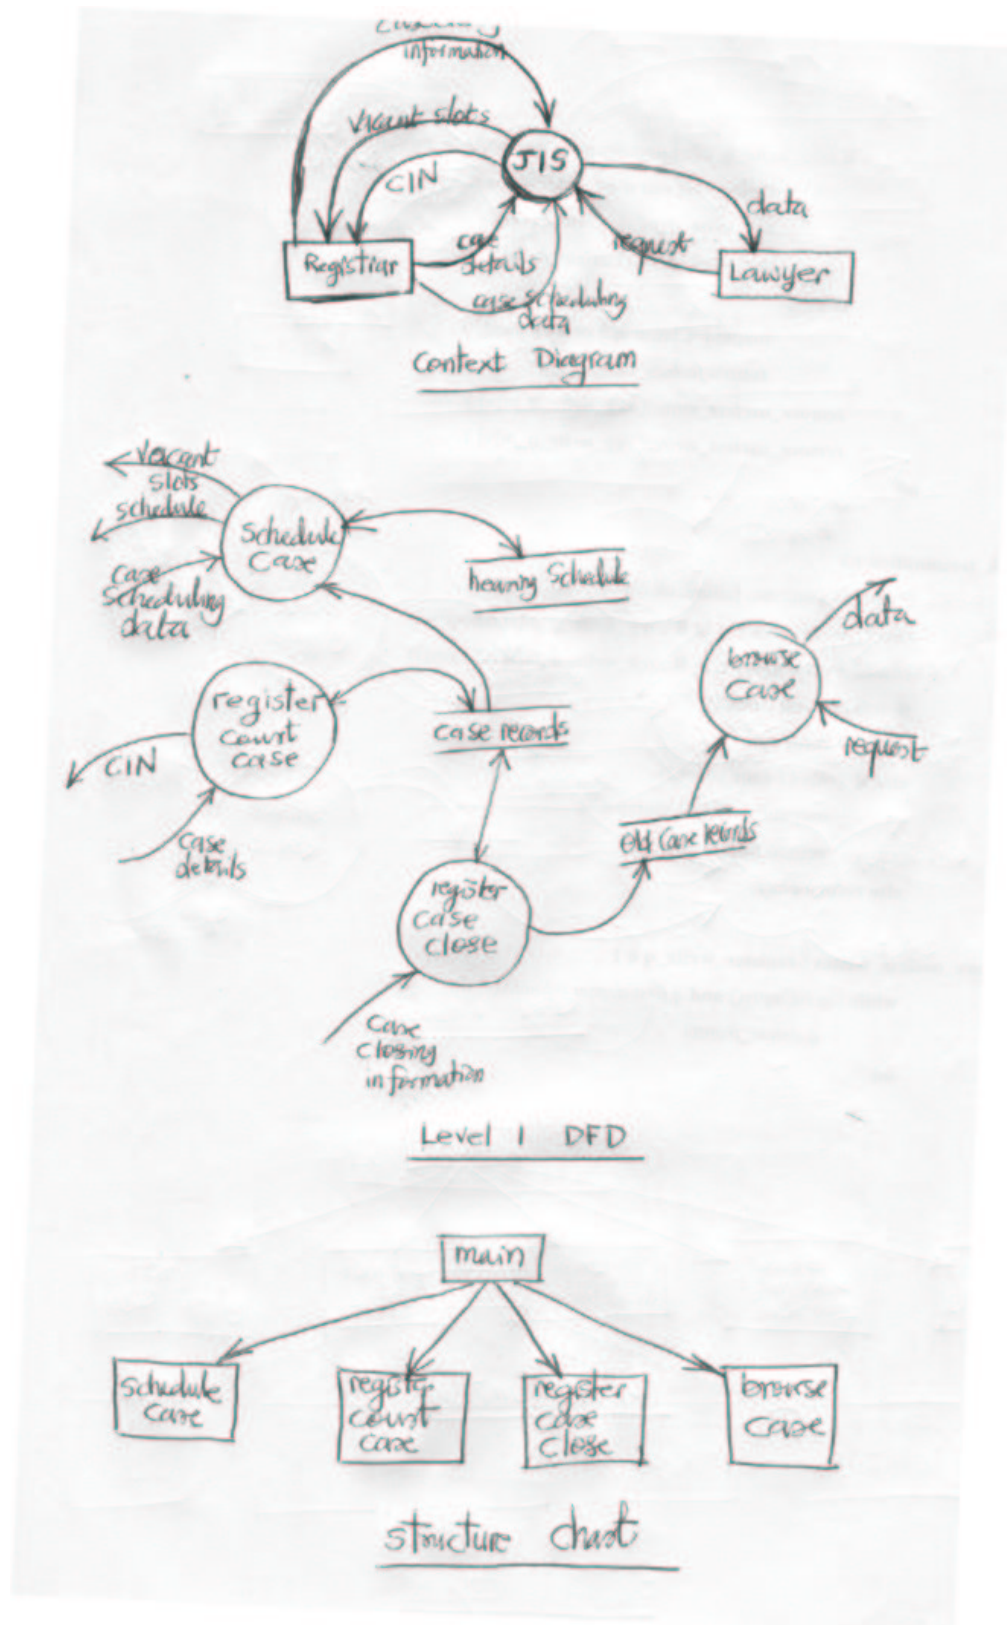 information
Vacant slots
JIS
CIN
data
case
details
request
Registrar
Lawyer
case scheduling
data
Context Diagram
Vacant
slots
schedule
Schedule
case
case
Scheduling
data
hearing Schedule
data
browse
case
request
register
court
case
case records
CIN
case
details
old case records
register
case
close
case
closing
information
Level 1 DFD
main
schedule
case
register
court
case
register
case
close
browse
case
structure chart